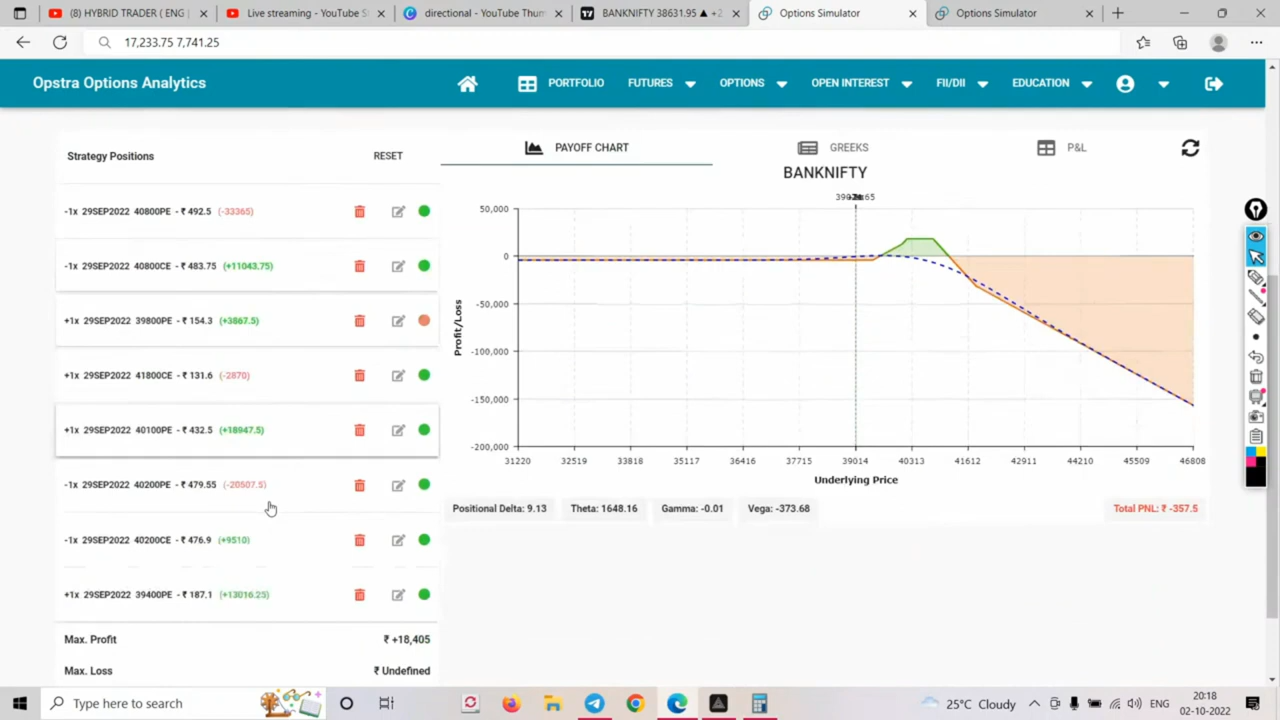 (8) HYBRID TRADER ( ENG |
Live streaming - YouTube S
directional - YouTube Thum
BANKNIFTY 38631.95 ▲ +2
Options Simulator
Options Simulator
17,233.75 7,741.25
Opstra Options Analytics
PORTFOLIO
FUTURES
OPTIONS
OPEN INTEREST
FII/DII
EDUCATION
Strategy Positions
RESET
-1x 29SEP2022 40800PE - ₹ 492.5 (-33365)
-1x 29SEP2022 40800CE - ₹ 483.75 (+11043.75)
+1x 29SEP2022 39800PE - ₹ 154.3 (+3867.5)
+1x 29SEP2022 41800CE - ₹ 131.6 (-2870)
+1x 29SEP2022 40100PE - ₹ 432.5 (+18947.5)
-1x 29SEP2022 40200PE - ₹ 479.55 (-20507.5)
-1x 29SEP2022 40200CE - ₹ 476.9 (+9510)
+1x 29SEP2022 39400PE - ₹ 187.1 (+13016.25)
Max. Profit ₹ +18,405
Max. Loss ₹ Undefined
PAYOFF CHART
GREEKS
P&L
BANKNIFTY
50,000
0
-50,000
-100,000
-150,000
-200,000
Profit/Loss
31220 32519 33818 35117 36416 37715 39014 40313 41612 42911 44210 45509 46808
Underlying Price
Positional Delta: 9.13
Theta: 1648.16
Gamma: -0.01
Vega: -373.68
Total PNL: ₹ -357.5
Type here to search
25°C Cloudy
ENG
20:18
02-10-2022